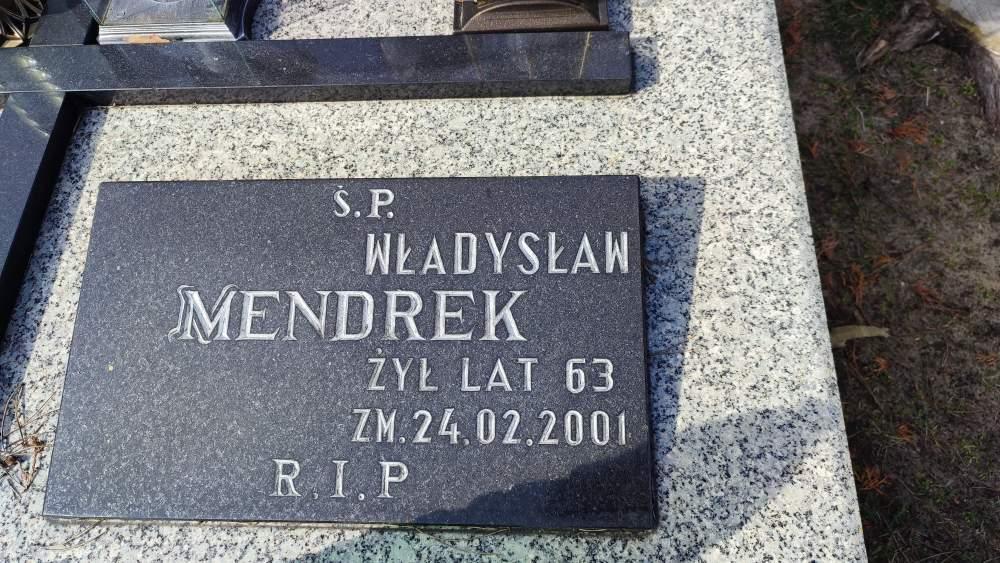 Ś.P.
WŁADYSŁAW
MENDREK
ŻYŁ LAT 63
ZM.24.02.2001
R.I.P